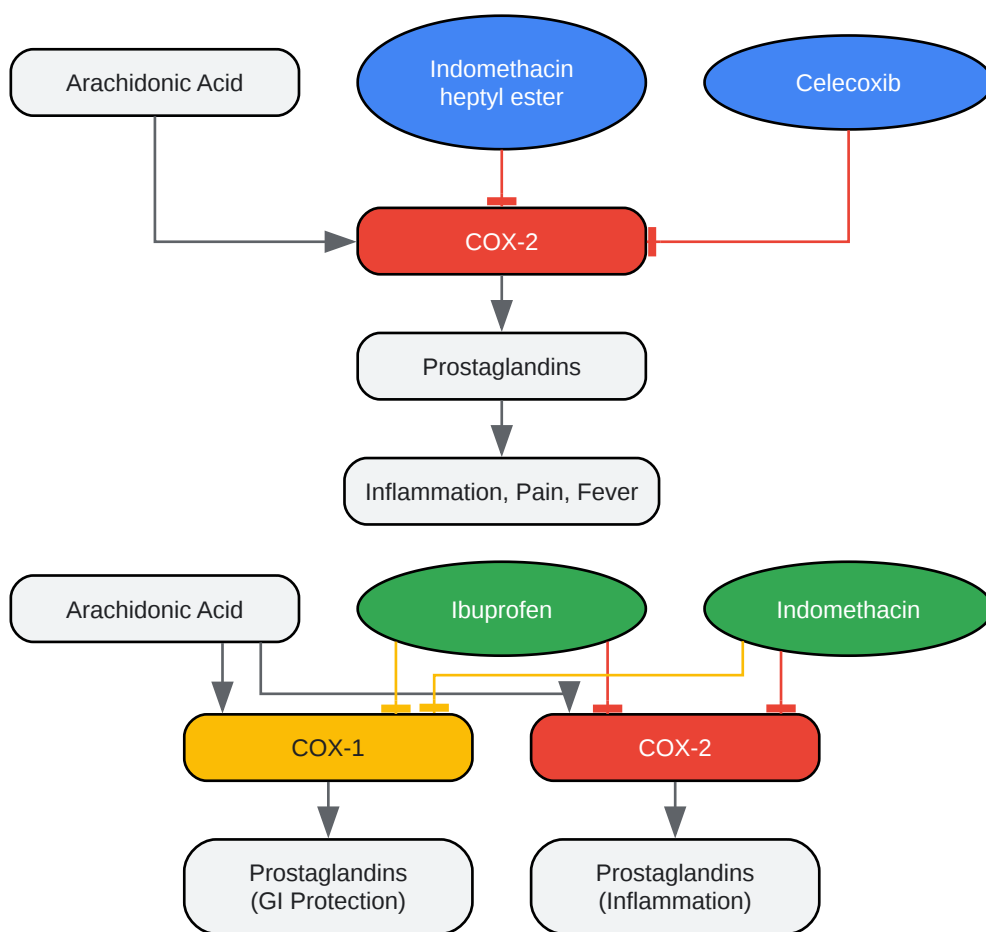 Arachidonic Acid
Indomethacin
heptyl ester
Celecoxib
COX-2
Prostaglandins
Inflammation, Pain, Fever
Arachidonic Acid
Ibuprofen
Indomethacin
COX-1
COX-2
Prostaglandins
(GI Protection)
Prostaglandins
(Inflammation)